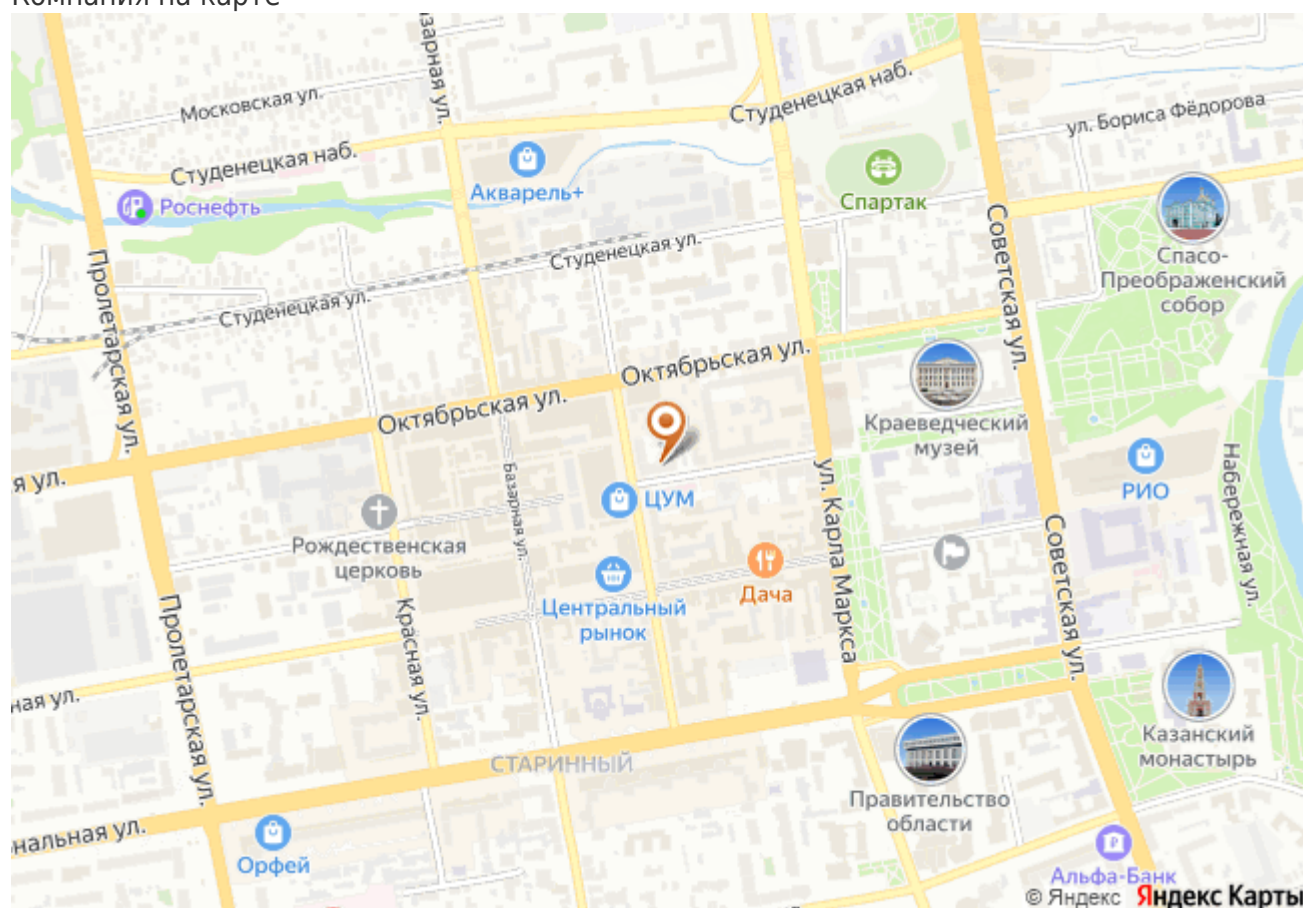 Компания на карте
зарная ул.
Московская ул.
Студенецкая наб.
ул. Бориса Фёдорова
Студенецкая наб.
Акварель+
Спартак
Роснефть
Спасо-
Преображенский
собор
Студенецкая ул.
Студенецкая ул.
Пролетарская ул.
Советская ул.
Октябрьская ул.
Октябрьская ул.
Краеведческий
музей
я ул.
Базарная ул.
ЦУМ
ул. Карла Маркса
РИО
Набережная ул.
Рождественская
церковь
Центральный
рынок
Дача
Советская ул.
Красная ул.
Пролетарская ул.
ная ул.
СТАРИННЫЙ
Казанский
монастырь
Правительство
области
нальная ул.
Орфей
Альфа-Банк
© Яндекс Яндекс Карты